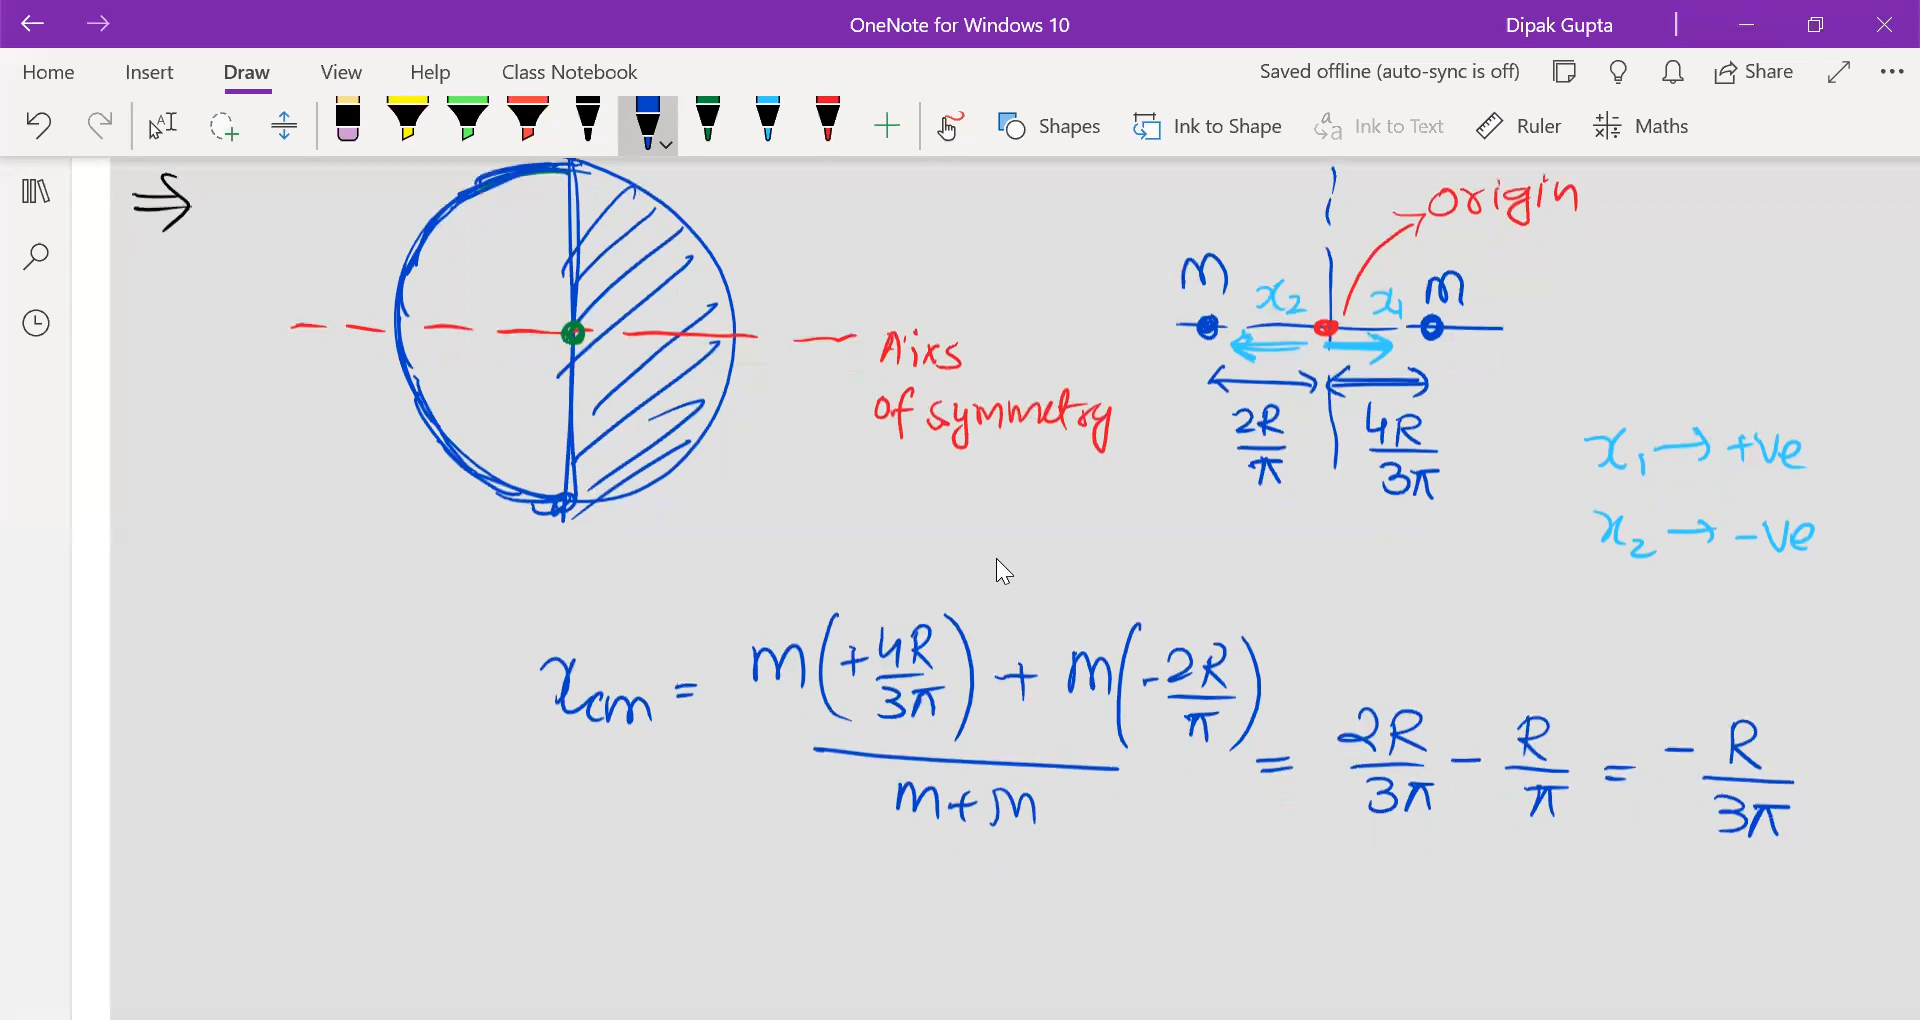 OneNote for Windows 10
Dipak Gupta
Home Insert Draw View Help Class Notebook
Saved offline (auto-sync is off) Share
Shapes Ink to Shape Ink to Text Ruler Maths
⇒
origin
m x₂ x₁ m
Aixs
of symmetry
2R/π 4R/3π
x₁ → +ve
x₂ → -ve
x_cm = (m(+4R/3π) + m(-2R/π))/(m+m) = 2R/3π - R/π = -R/3π